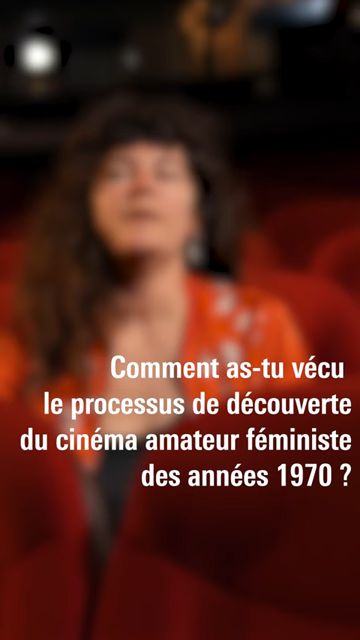 Comment as-tu vécu
le processus de découverte
du cinéma amateur féministe
des années 1970 ?